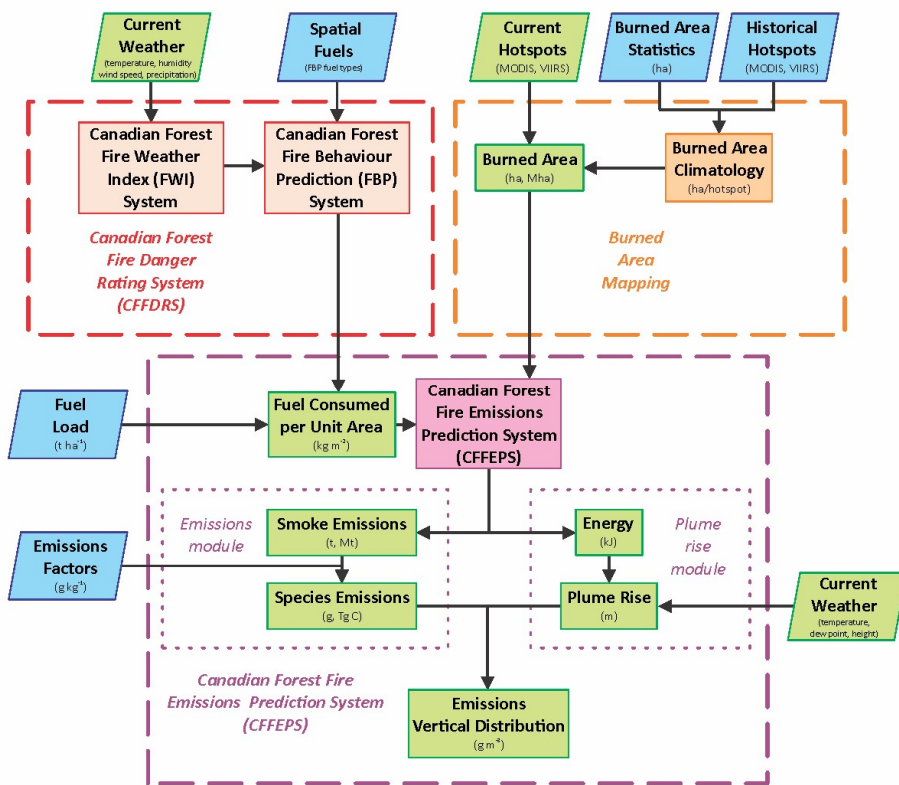 Current
Weather
(temperature, humidity
wind speed, precipitation)
Spatial
Fuels
(FBP fuel types)
Current
Hotspots
(MODIS, VIIRS)
Burned Area
Statistics
(ha)
Historical
Hotspots
(MODIS, VIIRS)
Canadian Forest
Fire Weather
Index (FWI)
System
Canadian Forest
Fire Behaviour
Prediction (FBP)
System
Burned Area
(ha, Mha)
Burned Area
Climatology
(ha/hotspot)
Canadian Forest
Fire Danger
Rating System
(CFFDRS)
Burned
Area
Mapping
Fuel
Load
(t ha⁻¹)
Fuel Consumed
per Unit Area
(kg m⁻²)
Canadian Forest
Fire Emissions
Prediction System
(CFFEPS)
Emissions
module
Smoke Emissions
(t, Mt)
Energy
(kJ)
Plume
rise
module
Emissions
Factors
(g kg⁻¹)
Species Emissions
(g, Tg C)
Plume Rise
(m)
Current
Weather
(temperature,
dew point, height)
Canadian Forest Fire
Emissions Prediction System
(CFFEPS)
Emissions
Vertical Distribution
(g m⁻³)